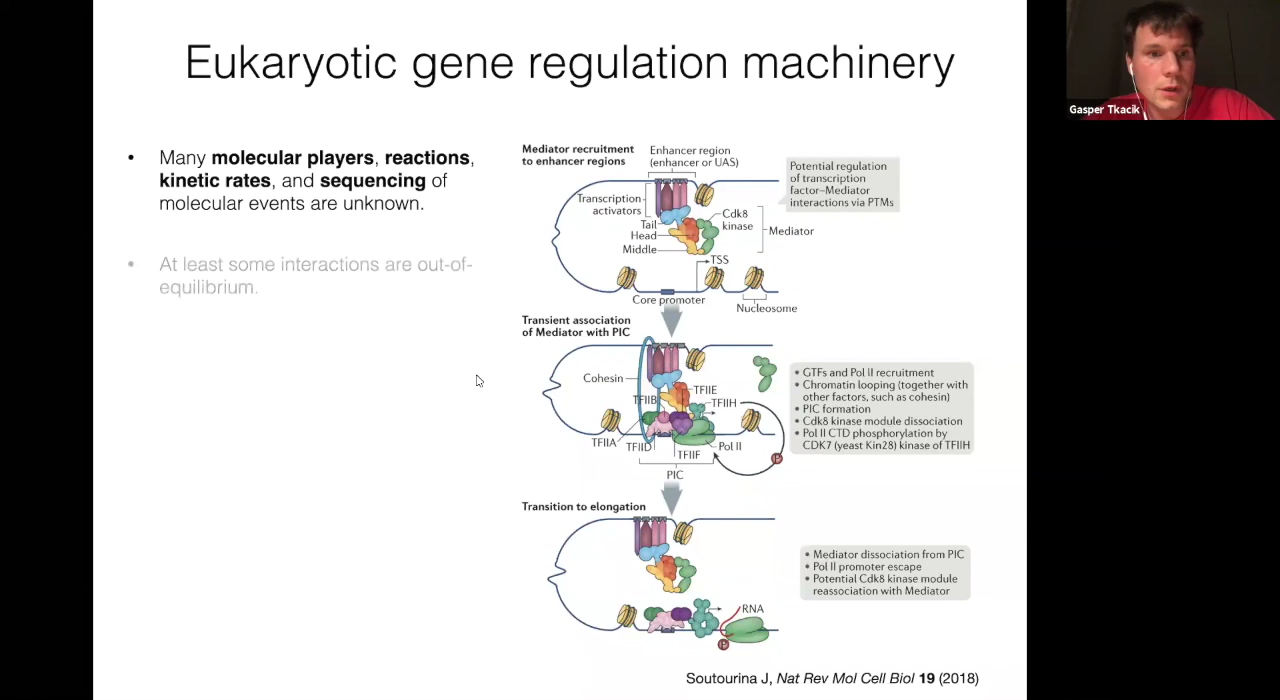 Eukaryotic gene regulation machinery
Gasper Tkacik
• Many molecular players, reactions,
kinetic rates, and sequencing of
molecular events are unknown.
• At least some interactions are out-of-
equilibrium.
Mediator recruitment
to enhancer regions
Enhancer region
(enhancer or UAS)
Potential regulation
of transcription
factor–Mediator
interactions via PTMs
Transcription
activators
Tail
Head
Middle
Cdk8
kinase
Mediator
TSS
Core promoter
Nucleosome
Transient association
of Mediator with PIC
Cohesin
TFIIE
TFIIB
TFIIH
TFIIA
TFIID
TFIIF
Pol II
P
PIC
• GTFs and Pol II recruitment
• Chromatin looping (together with
other factors, such as cohesin)
• PIC formation
• Cdk8 kinase module dissociation
• Pol II CTD phosphorylation by
CDK7 (yeast Kin28) kinase of TFIIH
Transition to elongation
RNA
P
• Mediator dissociation from PIC
• Pol II promoter escape
• Potential Cdk8 kinase module
reassociation with Mediator
Soutourina J, Nat Rev Mol Cell Biol 19 (2018)